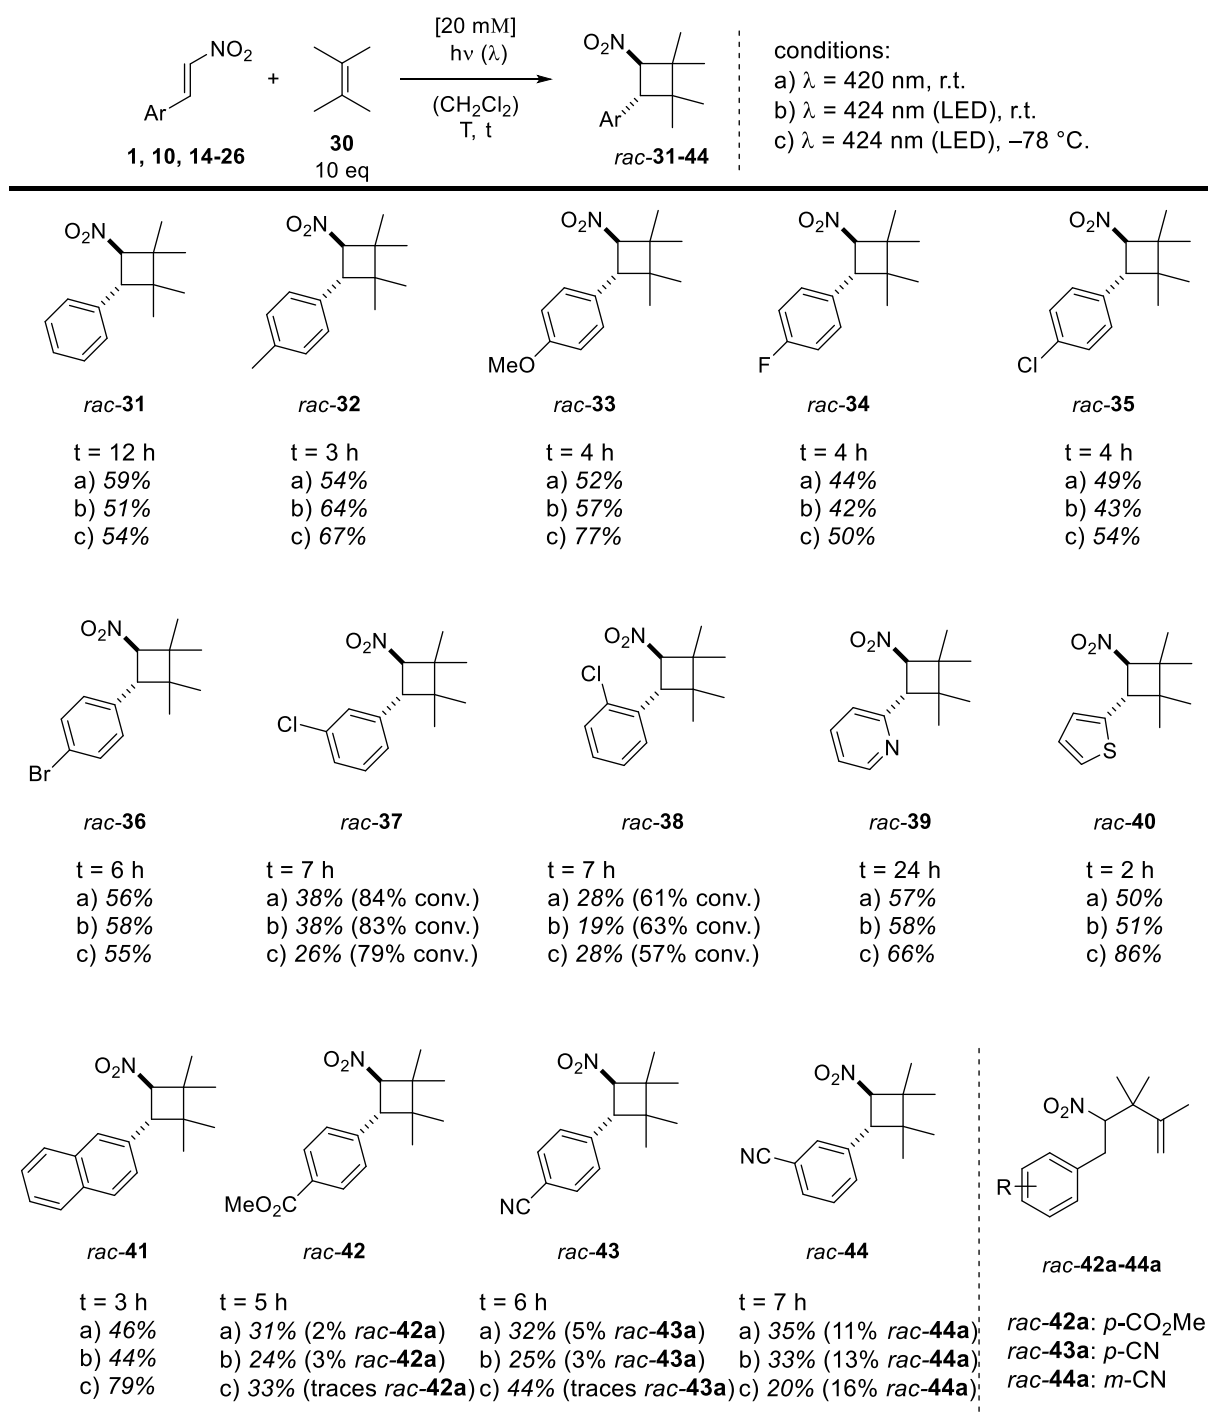 [20 mM]
hν (λ)
(CH2Cl2)
T, t
NO2
Ar
+
1, 10, 14-26
30
10 eq
O2N
Ar
rac-31-44
conditions:
a) λ = 420 nm, r.t.
b) λ = 424 nm (LED), r.t.
c) λ = 424 nm (LED), –78 °C.
O2N
rac-31
t = 12 h
a) 59%
b) 51%
c) 54%
O2N
rac-32
t = 3 h
a) 54%
b) 64%
c) 67%
O2N
MeO
rac-33
t = 4 h
a) 52%
b) 57%
c) 77%
O2N
F
rac-34
t = 4 h
a) 44%
b) 42%
c) 50%
O2N
Cl
rac-35
t = 4 h
a) 49%
b) 43%
c) 54%
O2N
Br
rac-36
t = 6 h
a) 56%
b) 58%
c) 55%
O2N
Cl
rac-37
t = 7 h
a) 38% (84% conv.)
b) 38% (83% conv.)
c) 26% (79% conv.)
O2N
Cl
rac-38
t = 7 h
a) 28% (61% conv.)
b) 19% (63% conv.)
c) 28% (57% conv.)
O2N
N
rac-39
t = 24 h
a) 57%
b) 58%
c) 66%
O2N
S
rac-40
t = 2 h
a) 50%
b) 51%
c) 86%
O2N
rac-41
t = 3 h
a) 46%
b) 44%
c) 79%
O2N
MeO2C
rac-42
t = 5 h
a) 31% (2% rac-42a)
b) 24% (3% rac-42a)
c) 33% (traces rac-42a)
O2N
NC
rac-43
t = 6 h
a) 32% (5% rac-43a)
b) 25% (3% rac-43a)
c) 44% (traces rac-43a)
O2N
NC
rac-44
t = 7 h
a) 35% (11% rac-44a)
b) 33% (13% rac-44a)
c) 20% (16% rac-44a)
O2N
R
rac-42a-44a
rac-42a: p-CO2Me
rac-43a: p-CN
rac-44a: m-CN